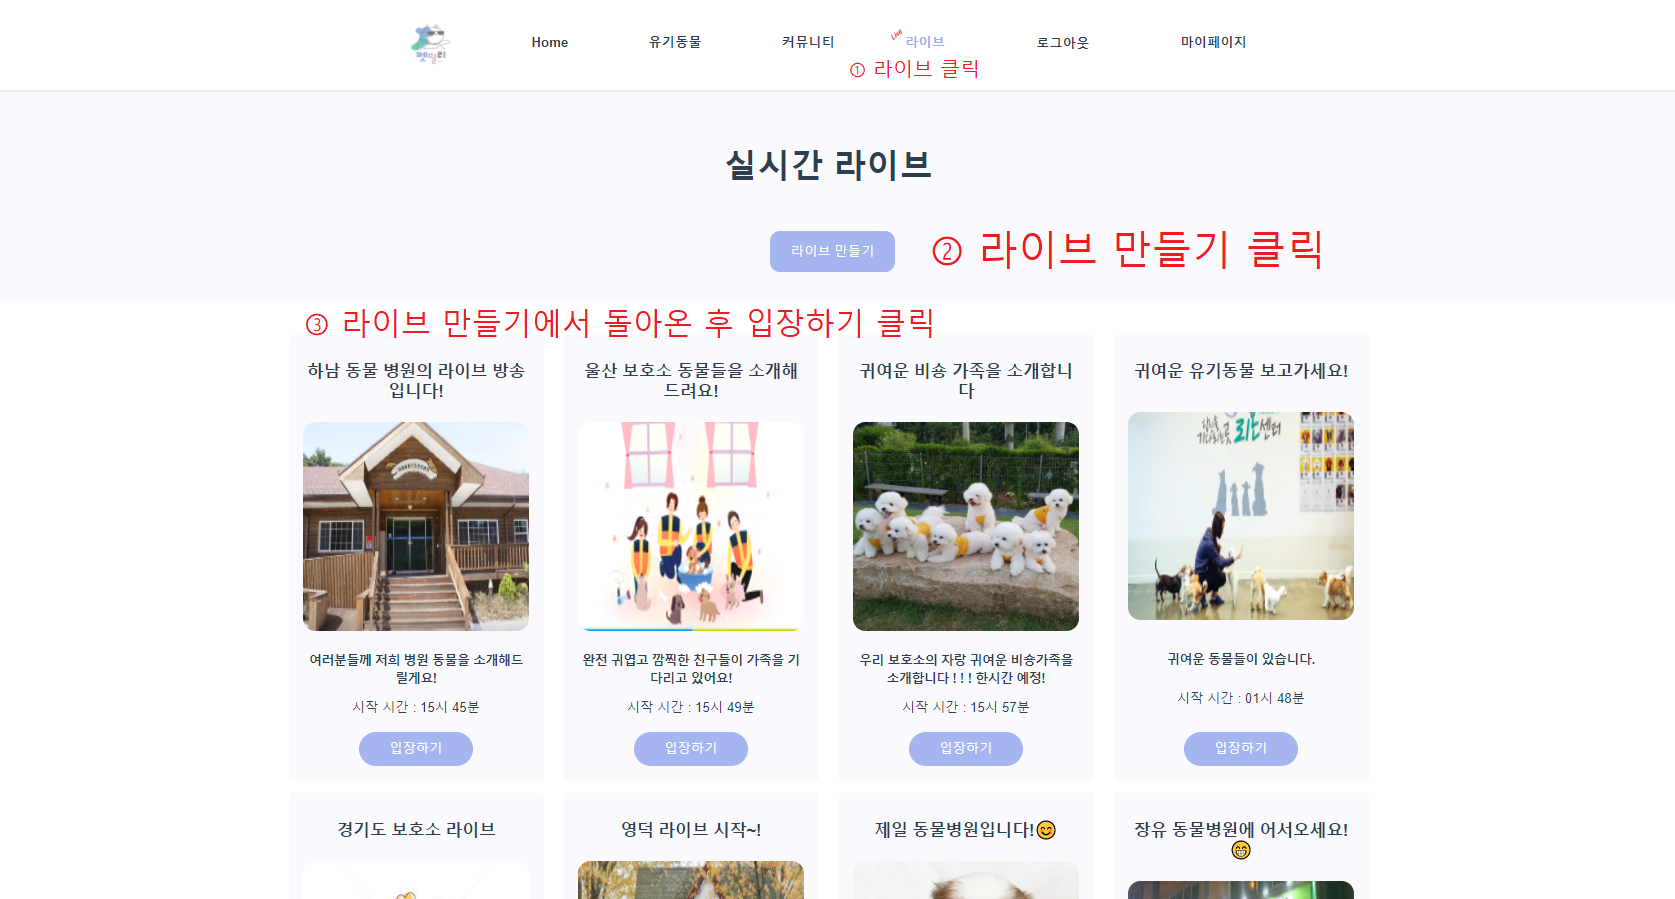 펫밀리
Home
유기동물
커뮤니티
Live
라이브
로그아웃
마이페이지
① 라이브 클릭
실시간 라이브
라이브 만들기
② 라이브 만들기 클릭
③ 라이브 만들기에서 돌아온 후 입장하기 클릭
하남 동물 병원의 라이브 방송
입니다!
여러분들께 저희 병원 동물을 소개해드
릴게요!
시작 시간 : 15시 45분
입장하기
울산 보호소 동물들을 소개해
드려요!
완전 귀엽고 깜찍한 친구들이 가족을 기
다리고 있어요!
시작 시간 : 15시 49분
입장하기
귀여운 비숑 가족을 소개합니
다
우리 보호소의 자랑 귀여운 비숑가족을
소개합니다 ! ! ! 한시간 예정!
시작 시간 : 15시 57분
입장하기
귀여운 유기동물 보고가세요!
리온센터
귀여운 동물들이 있습니다.
시작 시간 : 01시 48분
입장하기
경기도 보호소 라이브
영덕 라이브 시작~!
제일 동물병원입니다!😊
장유 동물병원에 어서오세요!
😁